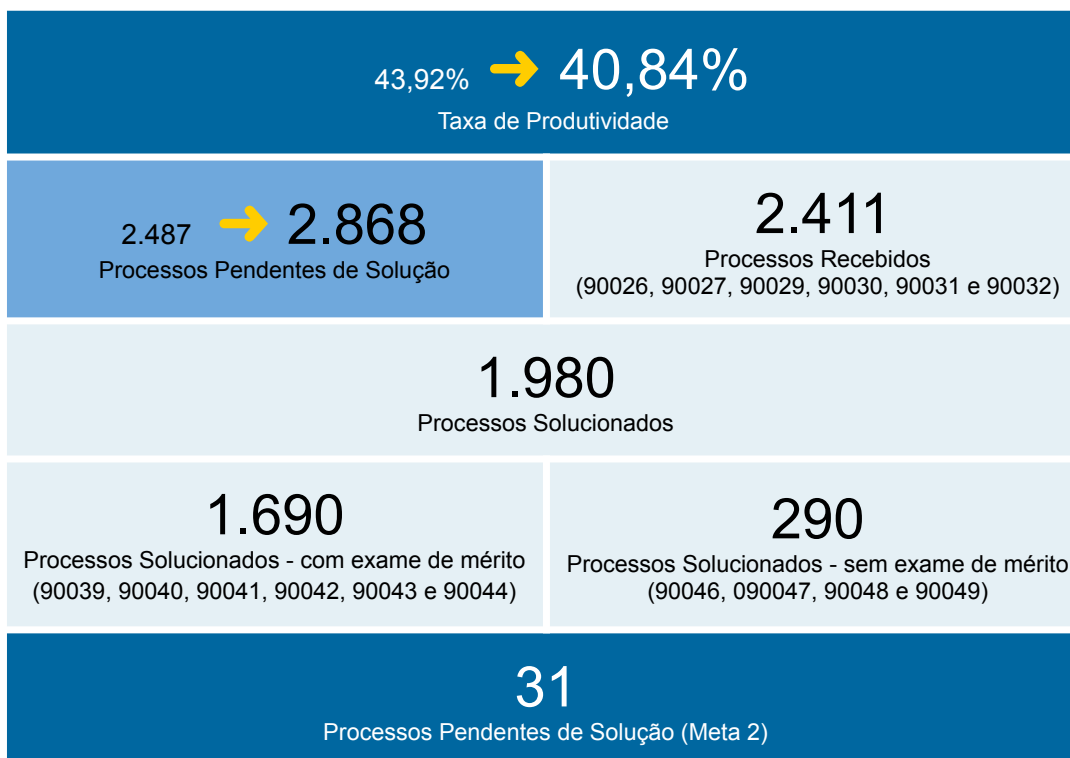 43,92% 40,84%
Taxa de Produtividade
2.487 2.868
Processos Pendentes de Solução
2.411
Processos Recebidos
(90026, 90027, 90029, 90030, 90031 e 90032)
1.980
Processos Solucionados
1.690
Processos Solucionados - com exame de mérito
(90039, 90040, 90041, 90042, 90043 e 90044)
290
Processos Solucionados - sem exame de mérito
(90046, 090047, 90048 e 90049)
31
Processos Pendentes de Solução (Meta 2)